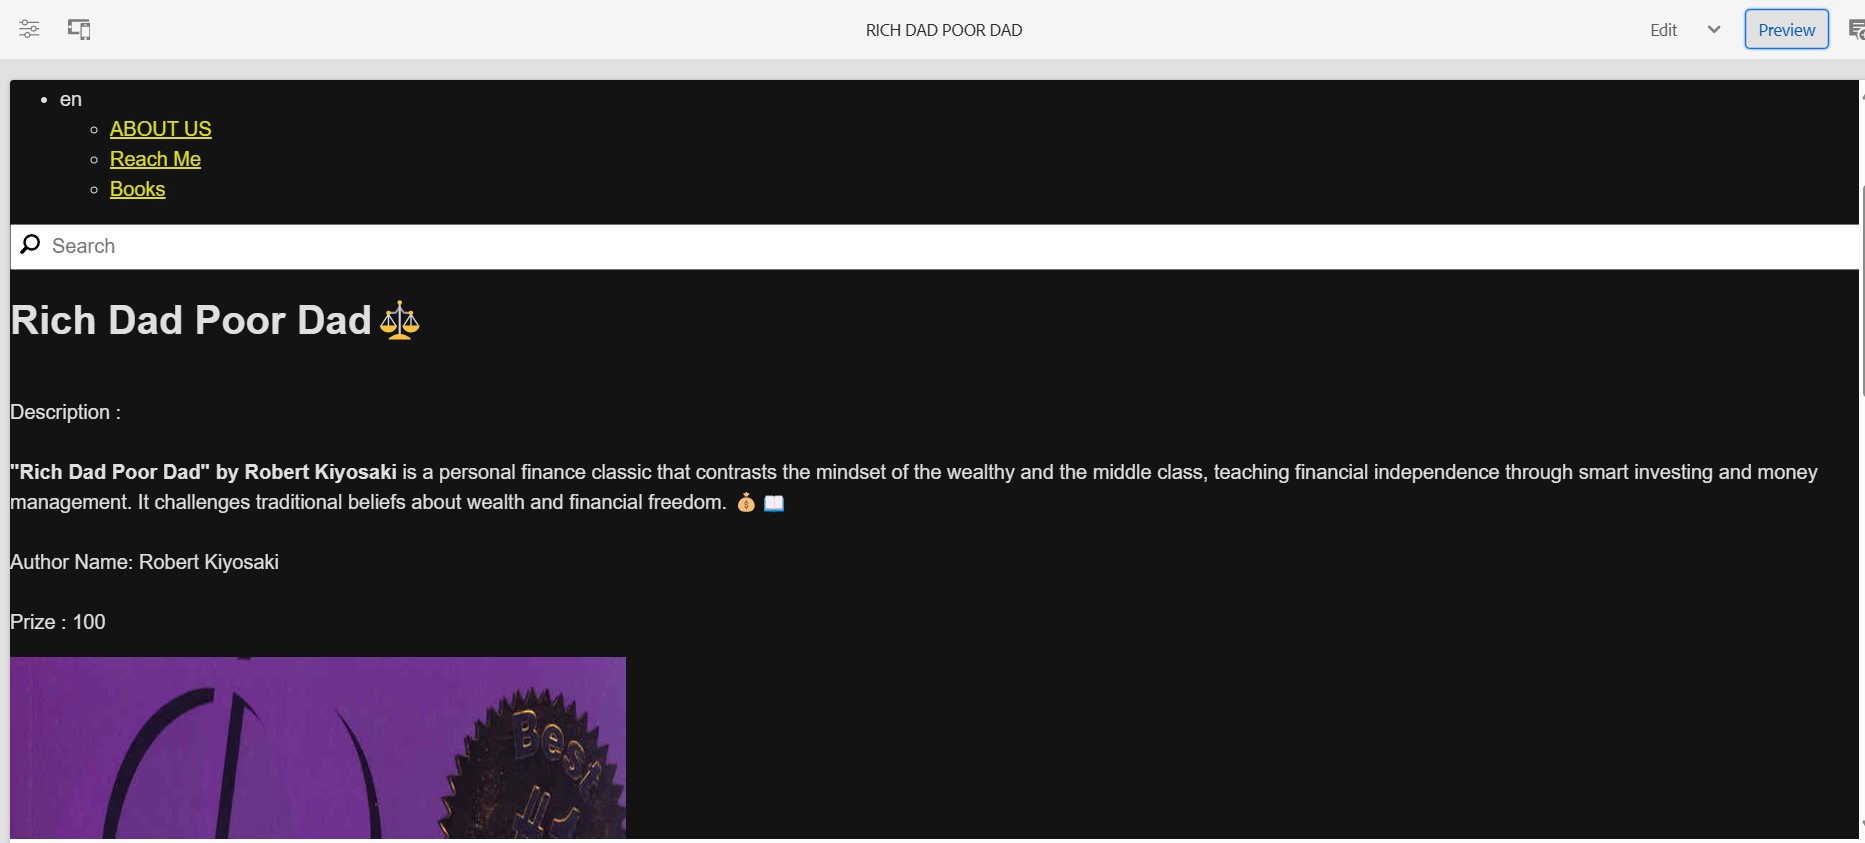 RICH DAD POOR DAD
Edit
Preview
en
ABOUT US
Reach Me
Books
Search
Rich Dad Poor Dad ⚖️
Description :
"Rich Dad Poor Dad" by Robert Kiyosaki is a personal finance classic that contrasts the mindset of the wealthy and the middle class, teaching financial independence through smart investing and money
management. It challenges traditional beliefs about wealth and financial freedom. 💰 📖
Author Name: Robert Kiyosaki
Prize : 100
Best
#1